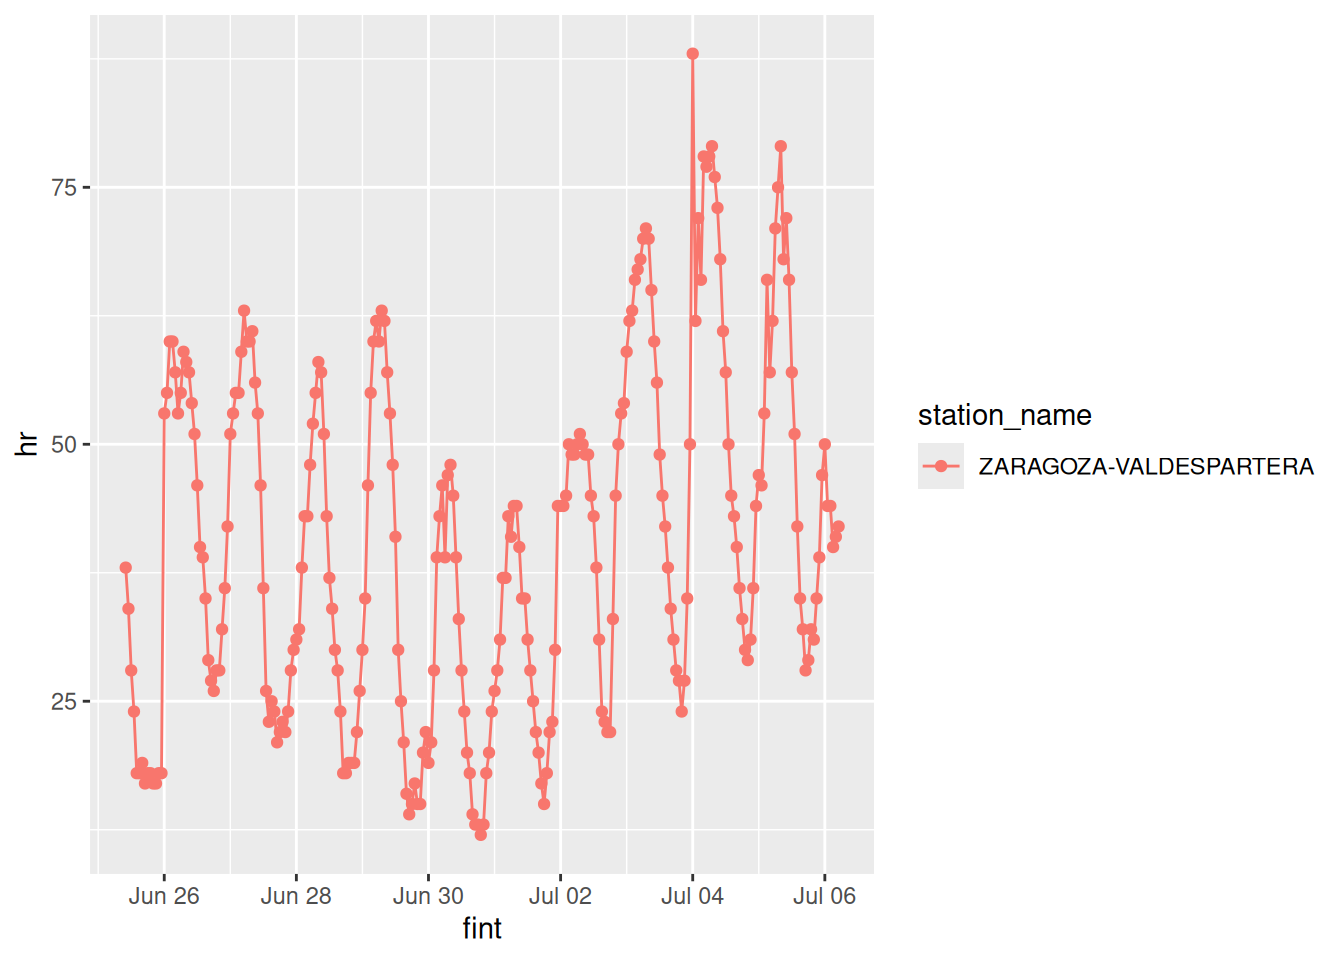 75
50
25
hr
Jun 26
Jun 28
Jun 30
Jul 02
Jul 04
Jul 06
fint
station_name
ZARAGOZA-VALDESPARTERA